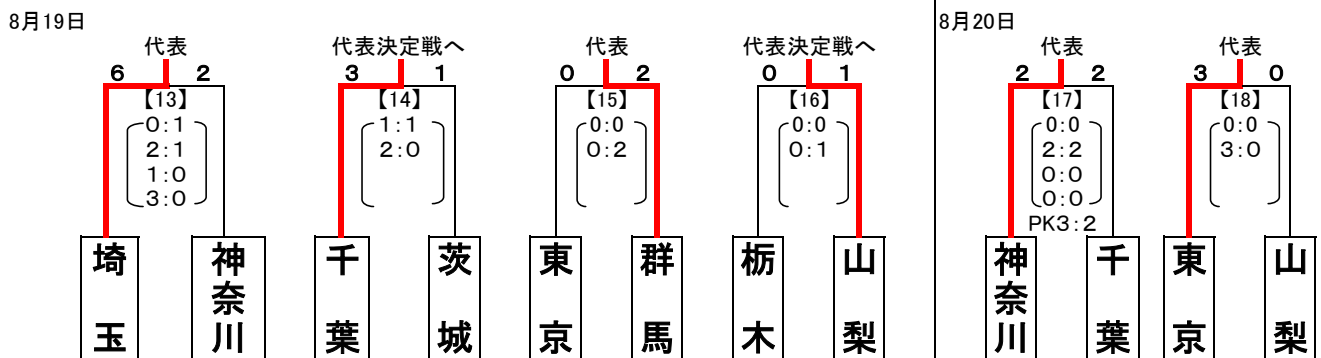 8月19日
8月20日
代表
代表決定戦へ
代表
代表決定戦へ
代表
代表
6 2
3 1
0 2
0 1
2 2
3 0
【13】
【14】
【15】
【16】
【17】
【18】
0:1
2:1
1:0
3:0
1:1
2:0
0:0
0:2
0:0
0:1
0:0
2:2
0:0
0:0
PK3:2
0:0
3:0
埼玉
神奈川
千葉
茨城
東京
群馬
栃木
山梨
神奈川
千葉
東京
山梨